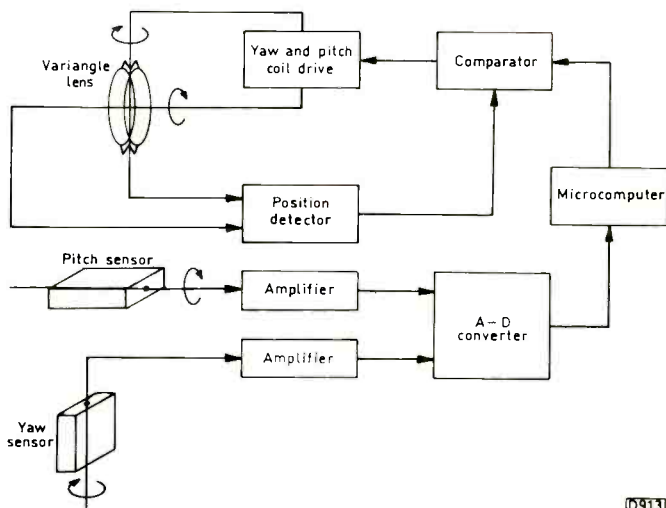 Variangle
lens
Yaw and pitch
coil drive
Comparator
Microcomputer
Position
detector
Pitch sensor
Amplifier
A–D
converter
Amplifier
Yaw
sensor
D913